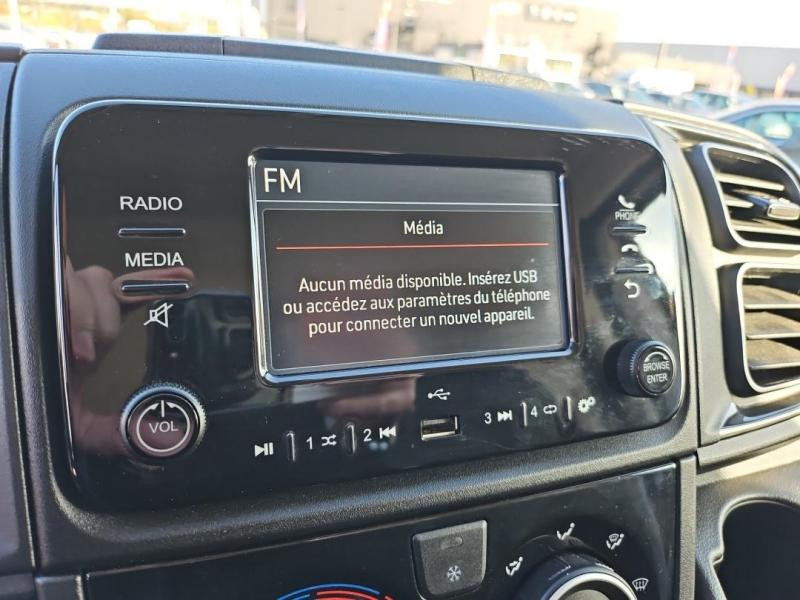 RADIO
MEDIA
VOL
FM
Média
Aucun média disponible. Insérez USB
ou accédez aux paramètres du téléphone
pour connecter un nouvel appareil.
PHONE
BROWSE
ENTER
1
2
3
4